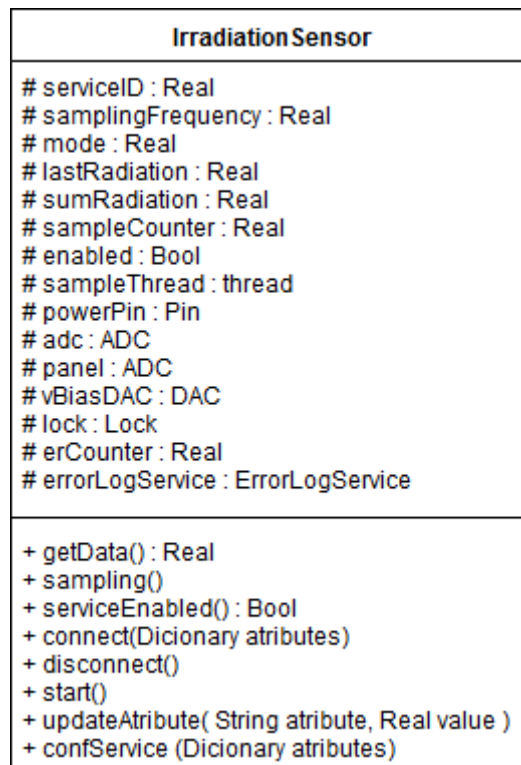 IrradiationSensor
# serviceID : Real
# samplingFrequency : Real
# mode : Real
# lastRadiation : Real
# sumRadiation : Real
# sampleCounter : Real
# enabled : Bool
# sampleThread : thread
# powerPin : Pin
# adc : ADC
# panel : ADC
# vBiasDAC : DAC
# lock : Lock
# erCounter : Real
# errorLogService : ErrorLogService
+ getData() : Real
+ sampling()
+ serviceEnabled() : Bool
+ connect(Dicionary atributes)
+ disconnect()
+ start()
+ updateAtribute( String atribute, Real value )
+ confService (Dicionary atributes)